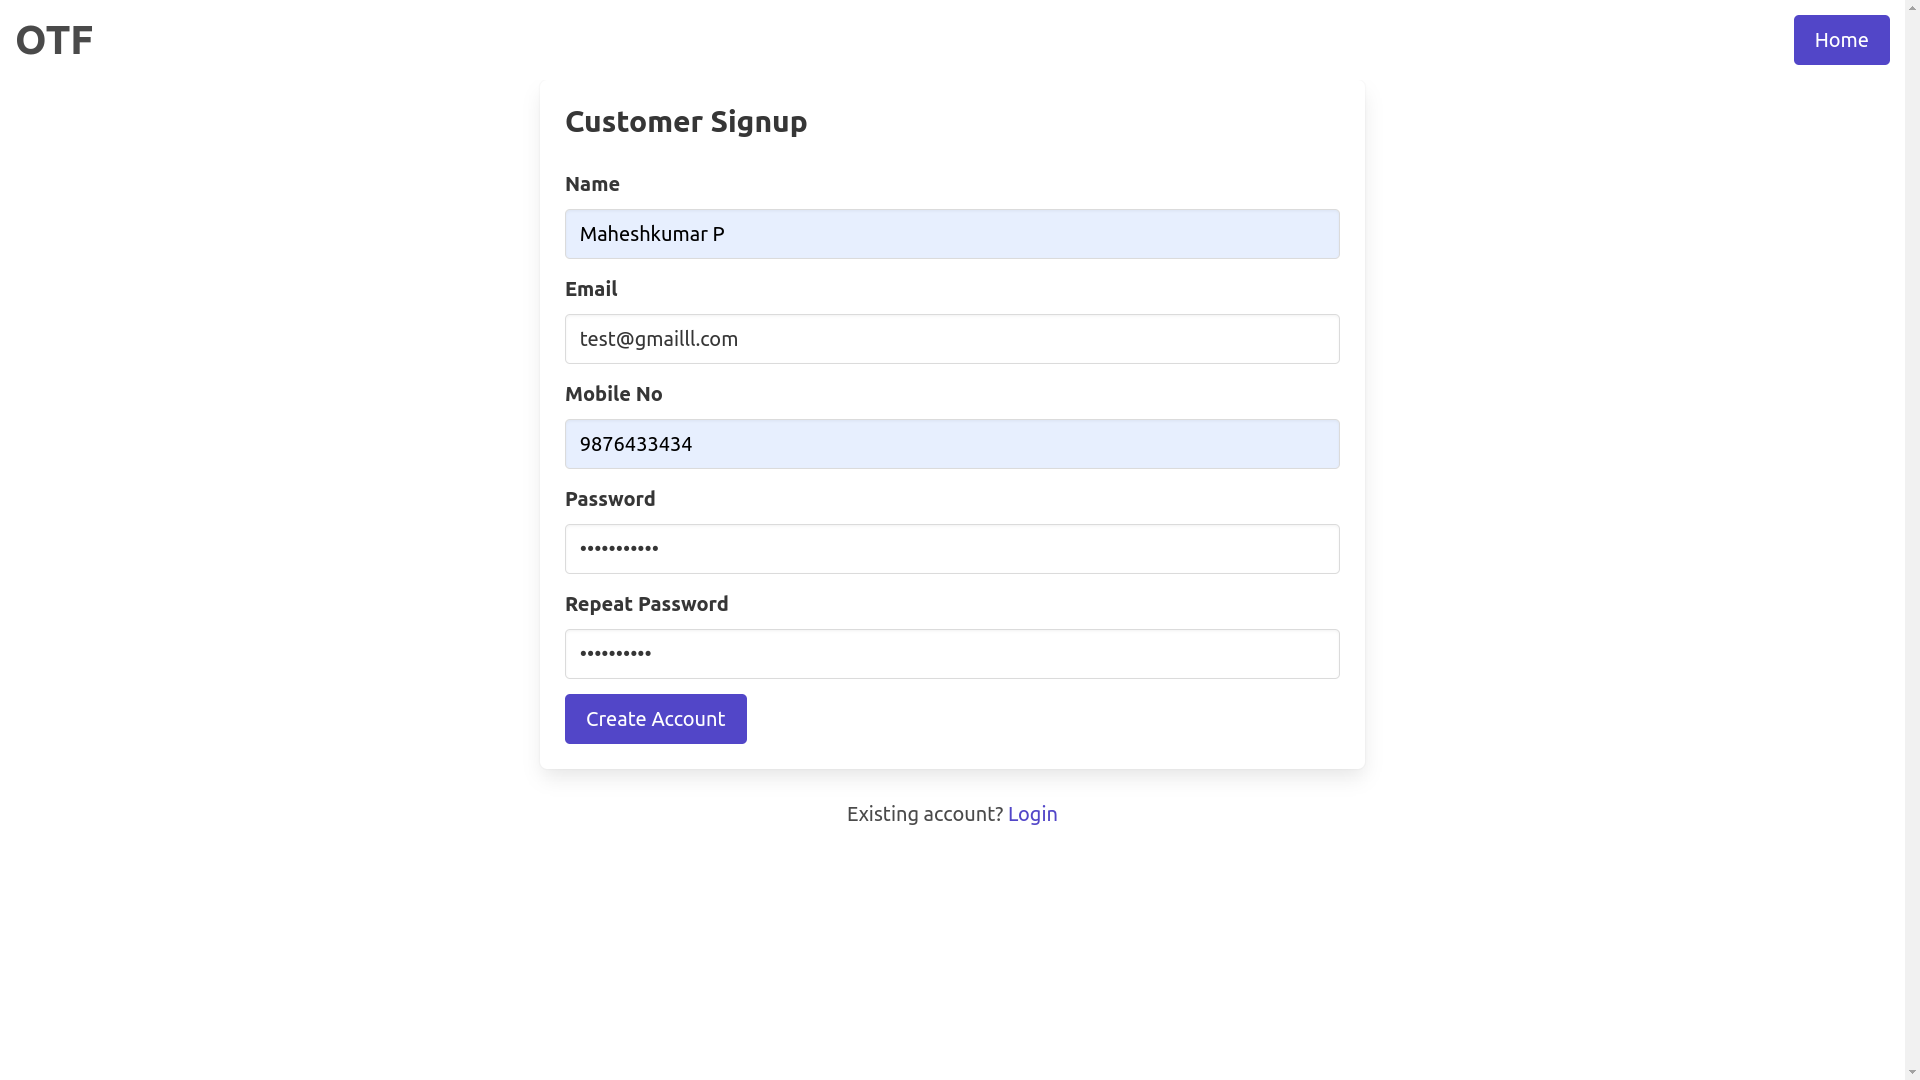 OTF
Home
Customer Signup
Name
Maheshkumar P
Email
test@gmailll.com
Mobile No
9876433434
Password
•••••••••••
Repeat Password
••••••••••
Create Account
Existing account? Login